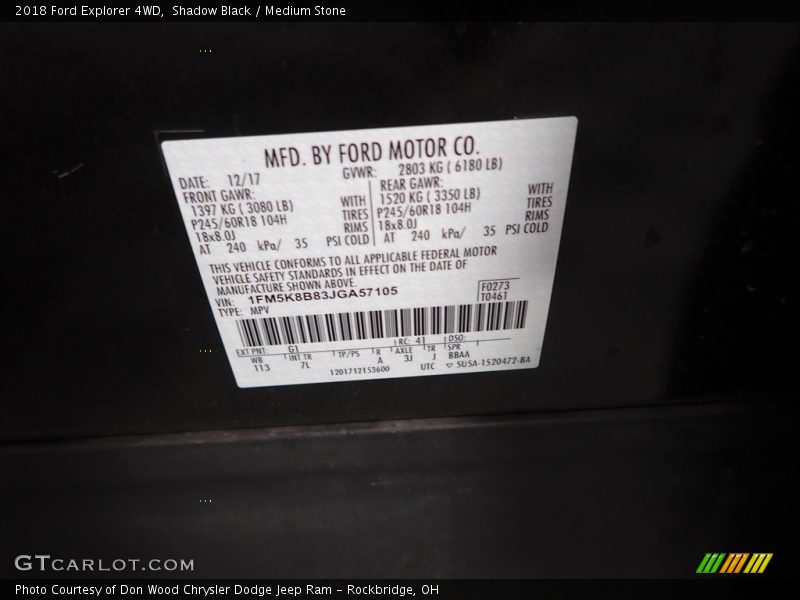 2018 Ford Explorer 4WD,  Shadow Black / Medium Stone
MFD. BY FORD MOTOR CO.
DATE: 12/17 GVWR: 2803 KG ( 6180 LB)
FRONT GAWR: REAR GAWR:
1397 KG ( 3080 LB) WITH 1520 KG ( 3350 LB) WITH
P245/60R18 104H TIRES P245/60R18 104H TIRES
18x8.0J RIMS 18x8.0J RIMS
AT 240 kPa/ 35 PSI COLD AT 240 kPa/ 35 PSI COLD
THIS VEHICLE CONFORMS TO ALL APPLICABLE FEDERAL MOTOR
VEHICLE SAFETY STANDARDS IN EFFECT ON THE DATE OF
MANUFACTURE SHOWN ABOVE.
VIN: 1FM5K8B83JGA57105 F0273
TYPE: MPV T0461
EXT PNT: G1 RC: 41 DSO:
WB INT TR TP/PS R AXLE TR SPR
113 7L A 3J J BBAA
1201712153600 UTC ▽ 5U5A-1520472-BA
GTCARLOT.COM
Photo Courtesy of Don Wood Chrysler Dodge Jeep Ram – Rockbridge, OH